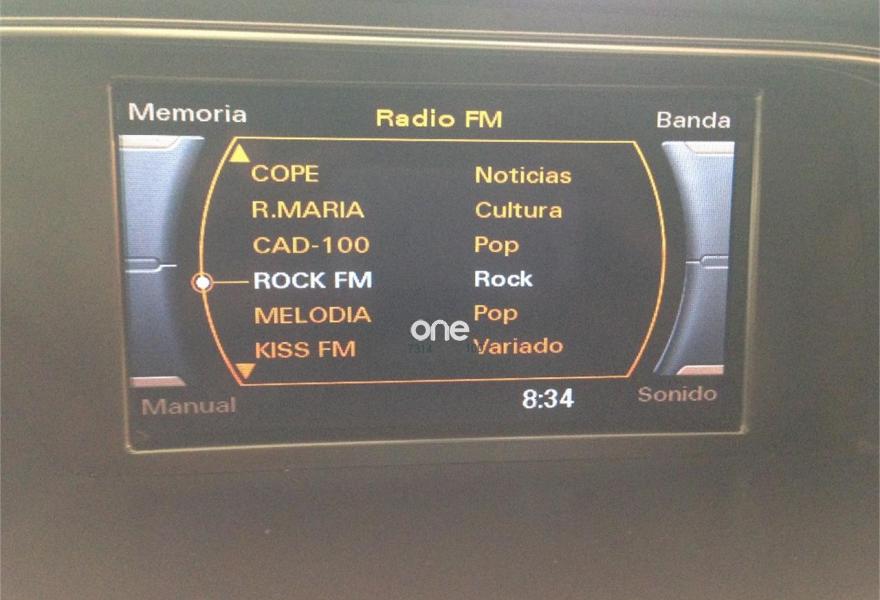 Memoria Radio FM Banda
COPE Noticias
R.MARIA Cultura
CAD-100 Pop
ROCK FM Rock
MELODIA Pop
one
KISS FM Variado
Manual 8:34 Sonido